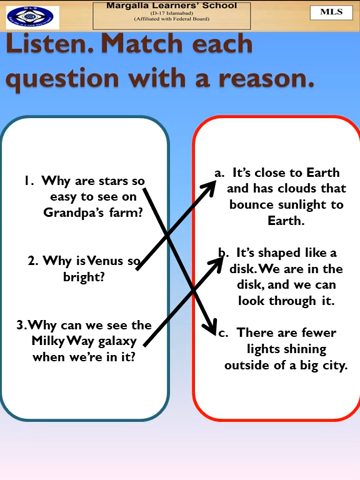 Margalla Learners' School
(D-17 Islamabad)
(Affiliated with Federal Board)
MLS
Listen. Match each
question with a reason.
1. Why are stars so
easy to see on
Grandpa's farm?
2. Why is Venus so
bright?
3.Why can we see the
Milky Way galaxy
when we're in it?
a. It's close to Earth
and has clouds that
bounce sunlight to
Earth.
b. It's shaped like a
disk. We are in the
disk, and we can
look through it.
c. There are fewer
lights shining
outside of a big city.